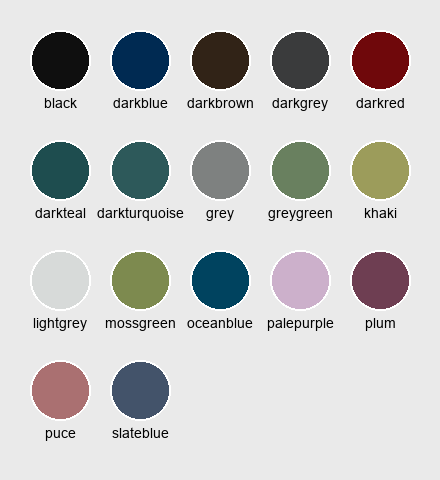 black darkblue darkbrown darkgrey darkred
darkteal darkturquoise grey greygreen khaki
lightgrey mossgreen oceanblue palepurple plum
puce slateblue